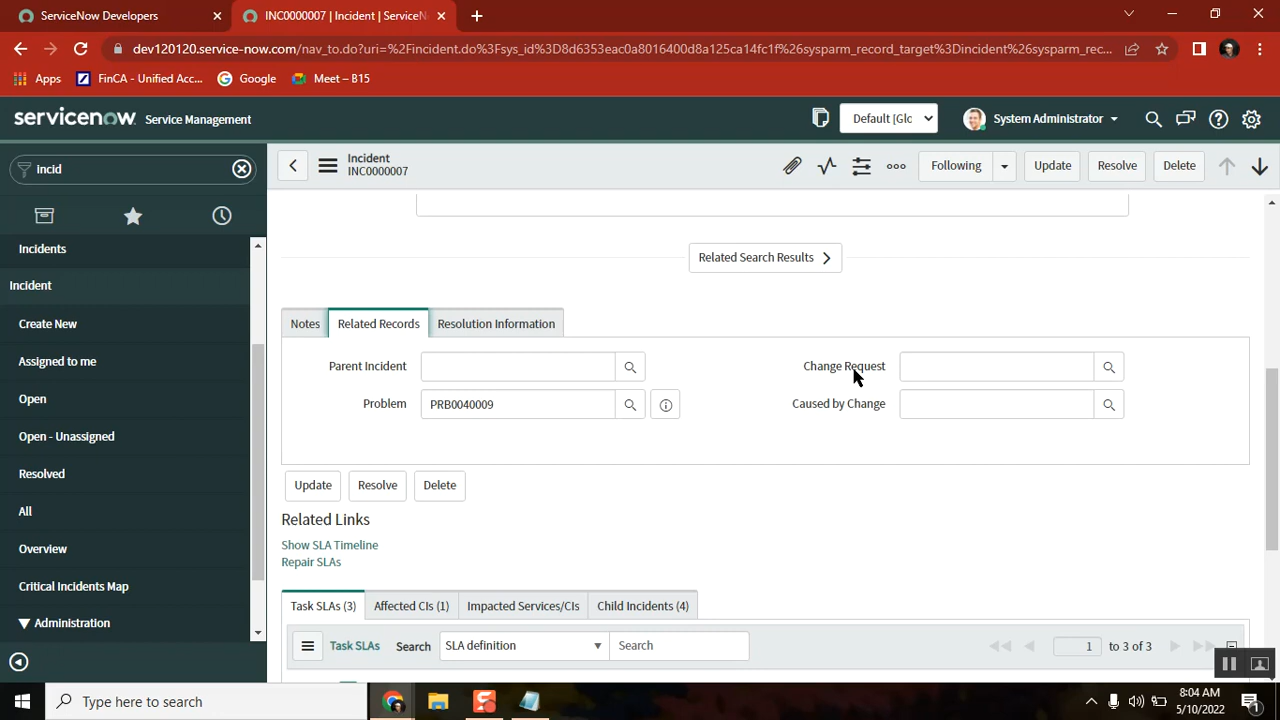 ServiceNow Developers
INC0000007 | Incident | ServiceN
dev120120.service-now.com/nav_to.do?uri=%2Fincident.do%3Fsys_id%3D8d6353eac0a8016400d8a125ca14fc1f%26sysparm_record_target%3Dincident%26sysparm_rec...
Apps
FinCA - Unified Acc...
Google
Meet – B15
servicenow. Service Management
Default [Glc
System Administrator
incid
Incident
INC0000007
Following
Update
Resolve
Delete
Incidents
Incident
Create New
Assigned to me
Open
Open - Unassigned
Resolved
All
Overview
Critical Incidents Map
Administration
Related Search Results
Notes
Related Records
Resolution Information
Parent Incident
Change Request
Problem
PRB0040009
Caused by Change
Update
Resolve
Delete
Related Links
Show SLA Timeline
Repair SLAs
Task SLAs (3)
Affected CIs (1)
Impacted Services/CIs
Child Incidents (4)
Task SLAs
Search
SLA definition
Search
1
to 3 of 3
Type here to search
8:04 AM
5/10/2022
1